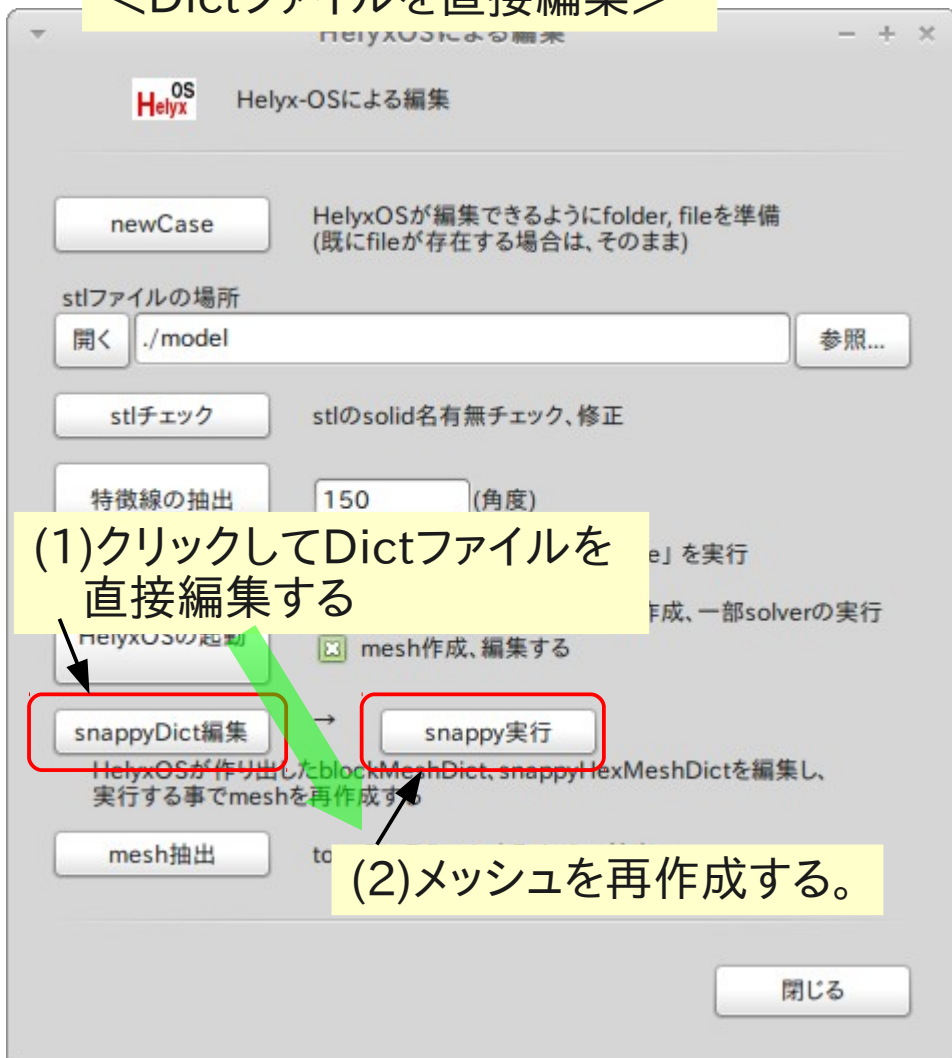 <Dictファイルを直接編集>
HelyxOSによる編集
Helyx OS
Helyx-OSによる編集
newCase
HelyxOSが編集できるようにfolder, fileを準備
(既にfileが存在する場合は、そのまま)
stlファイルの場所
開く ./model 参照...
stlチェック
stlのsolid名有無チェック、修正
特徴線の抽出
150 (角度)
(1)クリックしてDictファイルを
直接編集する
e」を実行
作成、一部solverの実行
HelyxOSの起動
mesh作成、編集する
snappyDict編集 → snappy実行
HelyxOSが作り出したblockMeshDict、snappyHexMeshDictを編集し、
実行する事でmeshを再作成する
mesh抽出
(2)メッシュを再作成する。
閉じる